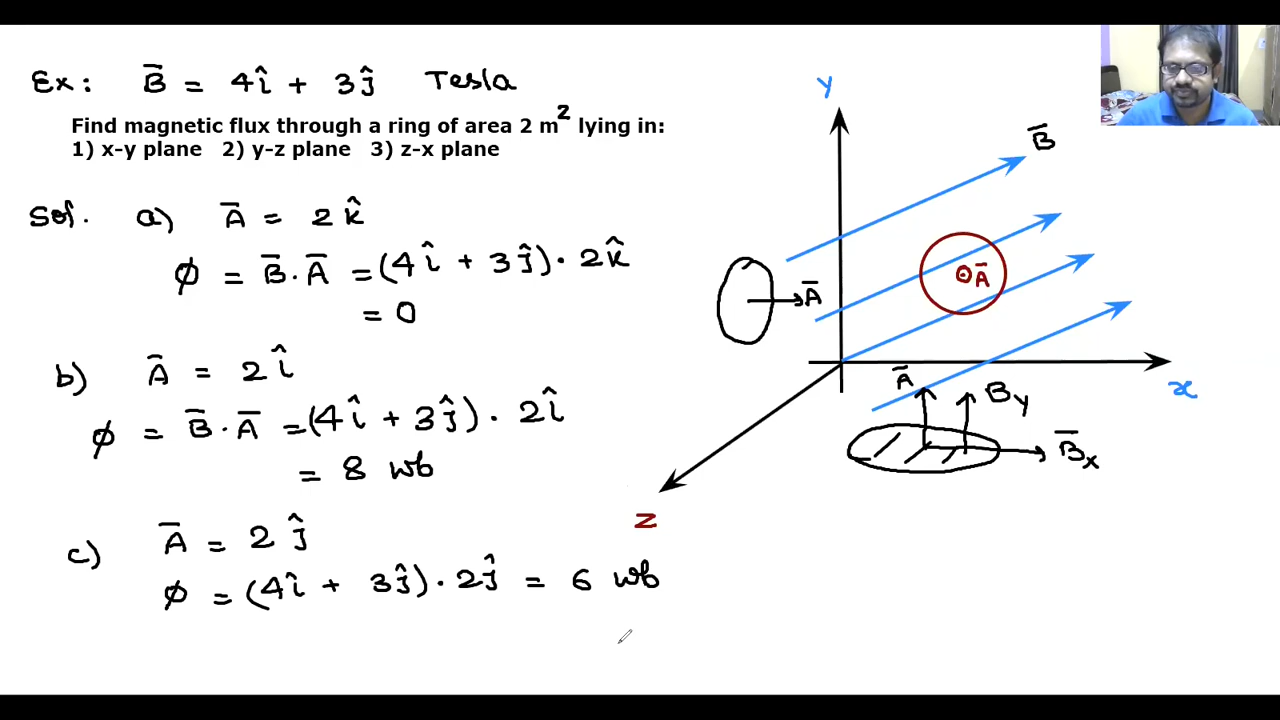 Ex: B̅ = 4î + 3ĵ Tesla
Find magnetic flux through a ring of area 2 m² lying in:
1) x-y plane 2) y-z plane 3) z-x plane
Sol. a) A̅ = 2k̂
ϕ = B̅·A̅ = (4î + 3ĵ)·2k̂
= 0
b) A̅ = 2î
ϕ = B̅·A̅ = (4î + 3ĵ)·2î
= 8 wb
c) A̅ = 2ĵ
ϕ = (4î + 3ĵ)·2ĵ = 6 wb
y
B̅
A̅
A̅
x
A̅
By
B̅x
z